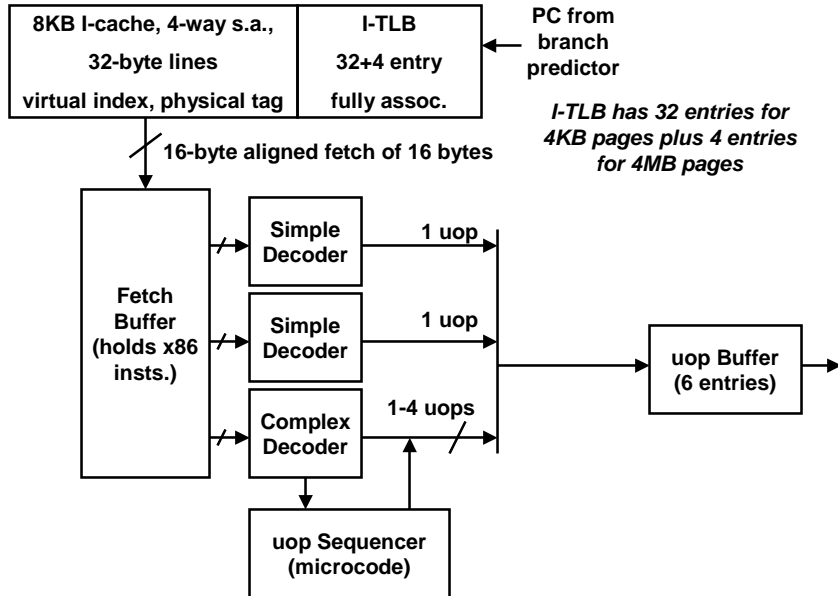 8KB I-cache, 4-way s.a.,
32-byte lines
virtual index, physical tag
I-TLB
32+4 entry
fully assoc.
PC from
branch
predictor
I-TLB has 32 entries for
4KB pages plus 4 entries
for 4MB pages
16-byte aligned fetch of 16 bytes
Fetch
Buffer
(holds x86
insts.)
Simple
Decoder
1 uop
Simple
Decoder
1 uop
Complex
Decoder
1-4 uops
uop Sequencer
(microcode)
uop Buffer
(6 entries)